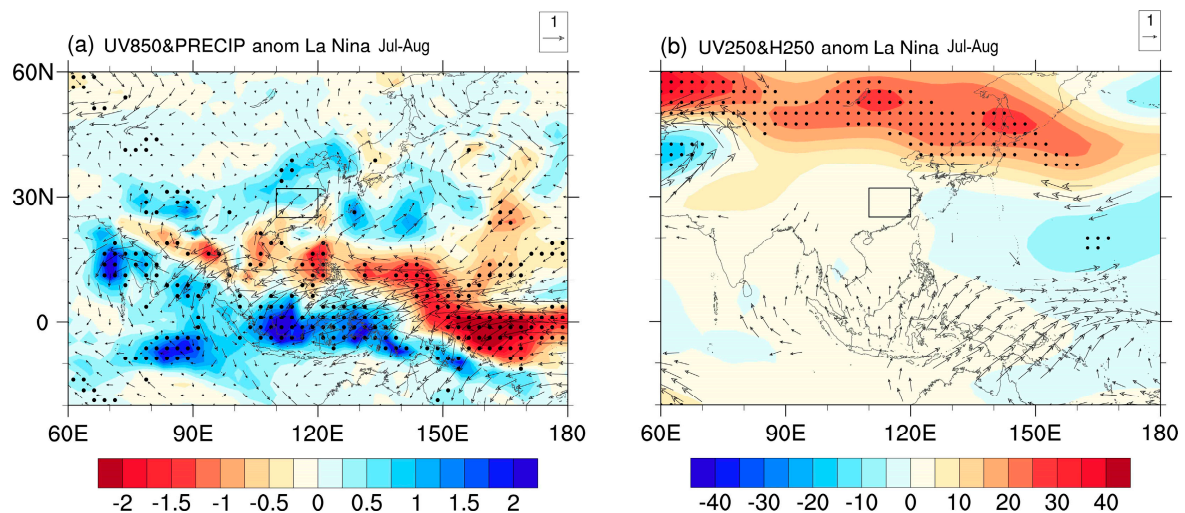 (a) UV850&PRECIP anom La Nina Jul-Aug
1
60N
30N
0
60E 90E 120E 150E 180
-2 -1.5 -1 -0.5 0 0.5 1 1.5 2
(b) UV250&H250 anom La Nina Jul-Aug
1
60E 90E 120E 150E 180
-40 -30 -20 -10 0 10 20 30 40